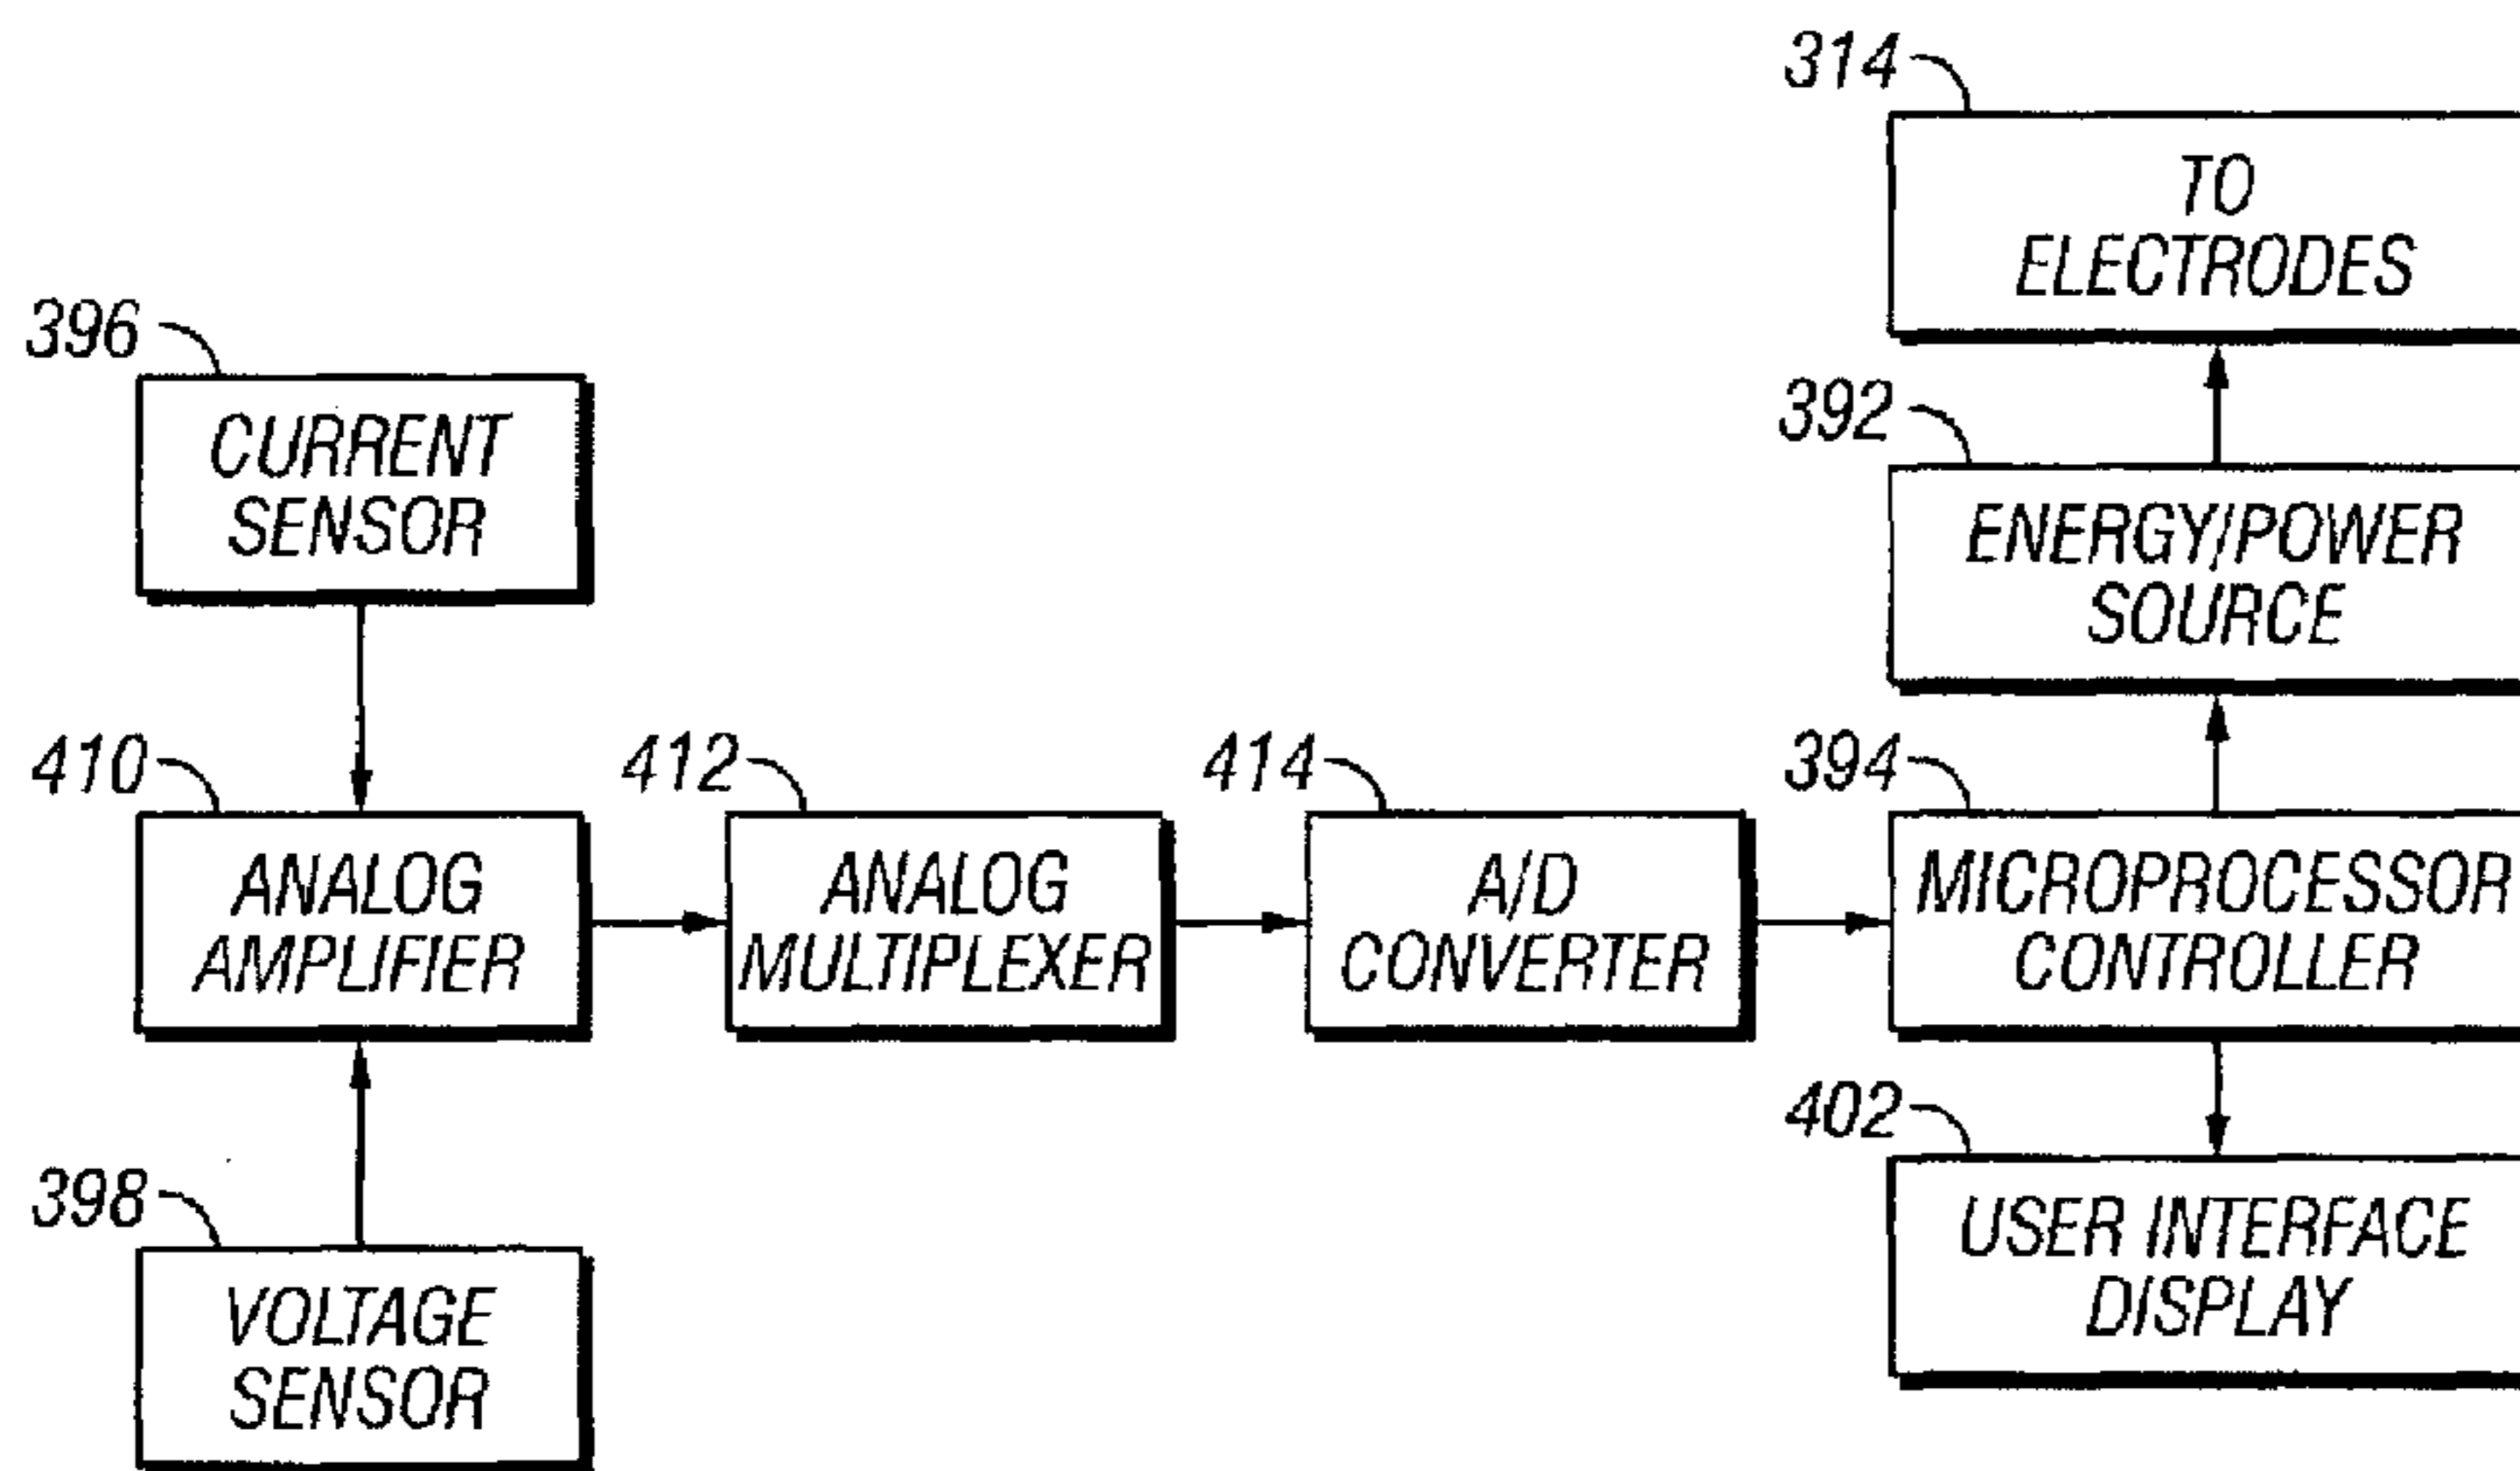 314
TO
ELECTRODES
396
CURRENT
SENSOR
392
ENERGY/POWER
SOURCE
410
ANALOG
AMPLIFIER
412
ANALOG
MULTIPLEXER
414
A/D
CONVERTER
394
MICROPROCESSOR
CONTROLLER
398
VOLTAGE
SENSOR
402
USER INTERFACE
DISPLAY